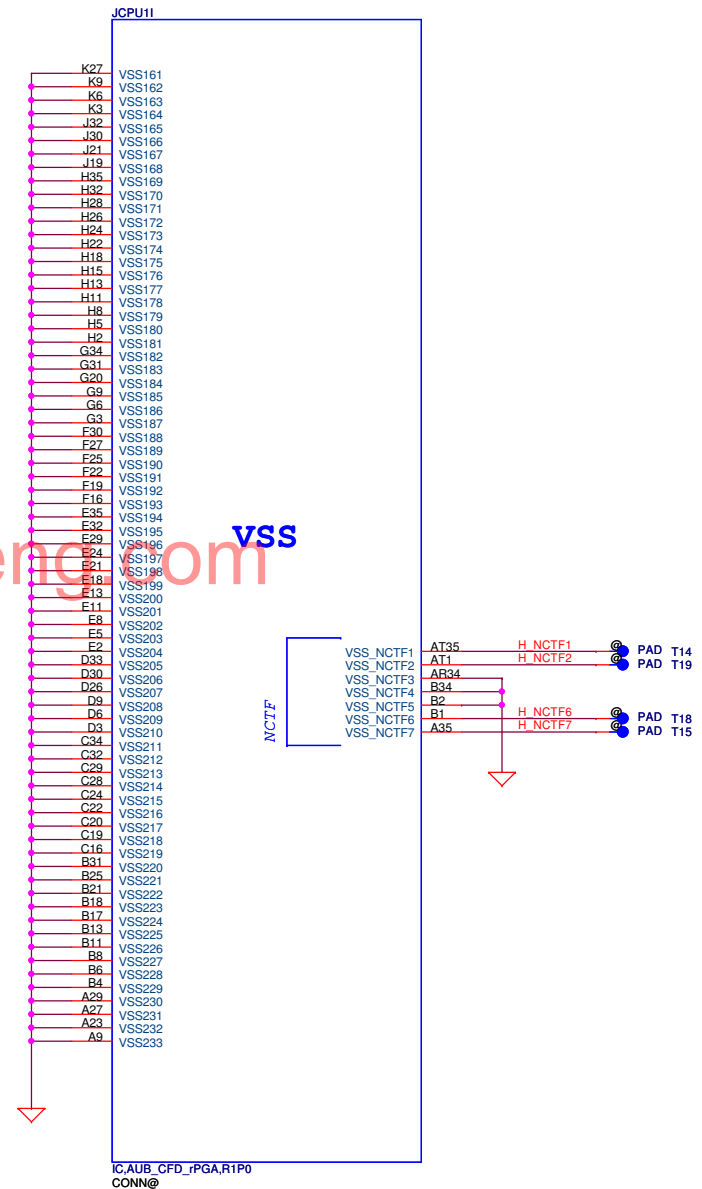 JCPU1I
K27 VSS161
K9 VSS162
K6 VSS163
K3 VSS164
J32 VSS165
J30 VSS166
J21 VSS167
J19 VSS168
H35 VSS169
H32 VSS170
H28 VSS171
H26 VSS172
H24 VSS173
H22 VSS174
H18 VSS175
H15 VSS176
H13 VSS177
H11 VSS178
H8 VSS179
H5 VSS180
H2 VSS181
G34 VSS182
G31 VSS183
G20 VSS184
G9 VSS185
G6 VSS186
G3 VSS187
F30 VSS188
F27 VSS189
F25 VSS190
F22 VSS191
F19 VSS192
F16 VSS193
E35 VSS194
E32 VSS195
VSS
E29 VSS196
E24 VSS197
eng.com
E21 VSS198
E18 VSS199
E13 VSS200
E11 VSS201
E8 VSS202
E5 VSS203
E2 VSS204
D33 VSS205
D30 VSS206
D26 VSS207
D9 VSS208
D6 VSS209
D3 VSS210
C34 VSS211
C32 VSS212
C29 VSS213
C28 VSS214
C24 VSS215
C22 VSS216
C20 VSS217
C19 VSS218
C16 VSS219
B31 VSS220
B25 VSS221
B21 VSS222
B18 VSS223
B17 VSS224
B13 VSS225
B11 VSS226
B8 VSS227
B6 VSS228
B4 VSS229
A29 VSS230
A27 VSS231
A23 VSS232
A9 VSS233
NCTF
VSS_NCTF1 AT35 H_NCTF1 @ PAD T14
VSS_NCTF2 AT1 H_NCTF2 @ PAD T19
VSS_NCTF3 AR34
VSS_NCTF4 B34
VSS_NCTF5 B2
VSS_NCTF6 B1 H_NCTF6 @ PAD T18
VSS_NCTF7 A35 H_NCTF7 @ PAD T15
IC,AUB_CFD_rPGA,R1P0
CONN@